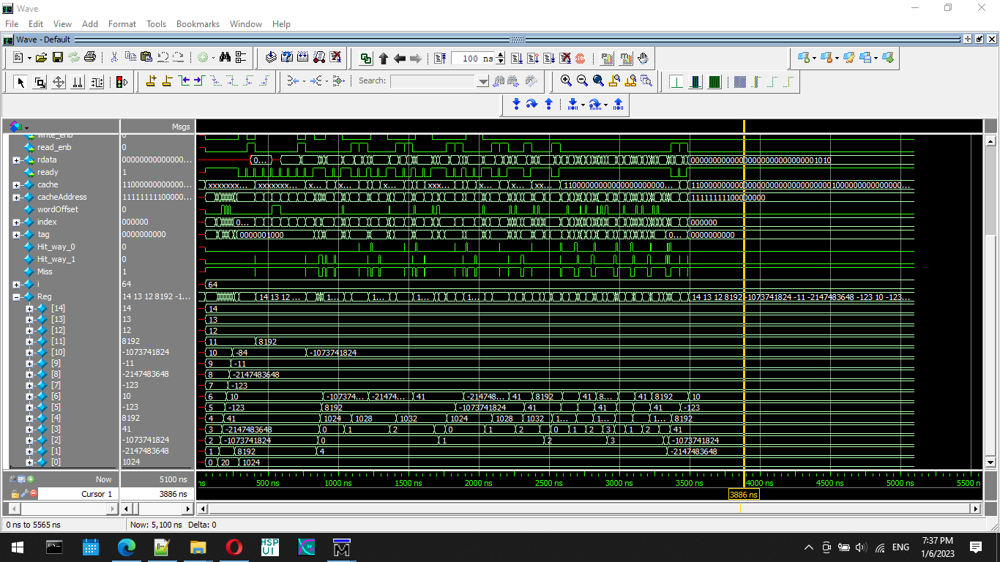 Wave
File Edit View Add Format Tools Bookmarks Window Help
Wave - Default
100 ns
Search:
Msgs
write_enb 0
read_enb 0
rdata 00000000000000... 0... 00000000000000000000000000001010
ready 1
cache 11000000000000... xxxxxxx... xxxxxxx... x... x... x... xxx... x... x... xx...
cacheAddress 11111111100000... 11111111100000000
wordOffset 0
index 000000 0... 000000
tag 0000000000 0000001000 0... 0000000000
Hit_way_0 0
Hit_way_1 0
Miss 1
i 64 64
Reg 14 13 12 8192 -1... 14 13 12 ... 1... 1... 1... 1... 14 13 12 8192 -1073741824 -11 -2147483648 -123 10 -123...
[14] 14 14
[13] 13 13
[12] 12 12
[11] 8192 11 8192
[10] -1073741824 10 -84 -1073741824
[9] -11 9 -11
[8] -2147483648 8 -2147483648
[7] -123 7 -123
[6] 10 6 10 -107374... -21474... 41 -214748... 41 8192 41 8... 41 8192 10
[5] -123 5 -123 8192 -1073741824 41 41 41 -123
[4] 8192 4 41 1024 1028 1032 1024 1028 1032 1... 1... 1... 8192
[3] 41 3 -2147483648 0 1 2 0 1 2 0 1 2 3 1 2 41
[2] -1073741824 2 -1073741824 0 1 2 3 -1073741824
[1] -2147483648 1 8192 4 -2147483648
[0] 1024 0 20 1024
Now 5100 ns ns 500 ns 1000 ns 1500 ns 2000 ns 2500 ns 3000 ns 3500 ns 4000 ns 4500 ns 5000 ns 5500 n
Cursor 1 3886 ns 3886 ns
0 ns to 5565 ns Now: 5,100 ns Delta: 0
HSP
UI
ENG
7:37 PM
1/6/2023